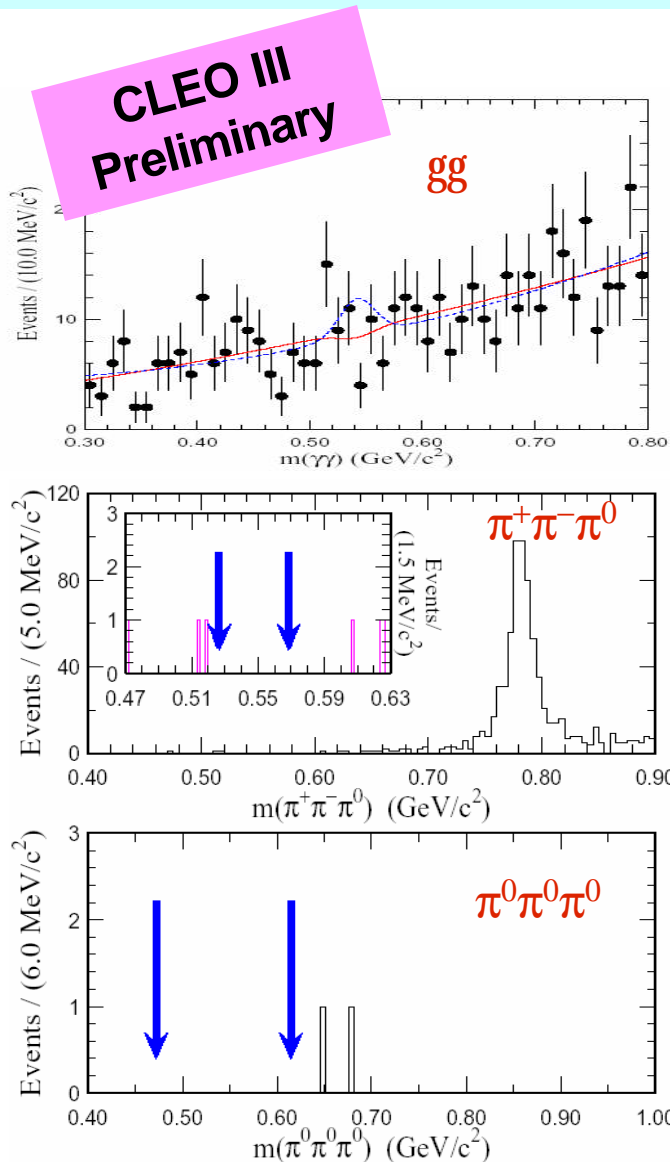 CLEO III
Preliminary
gg
Events / (10.0 MeV/c²)
10
0
0.30 0.40 0.50 0.60 0.70 0.80
m(γγ) (GeV/c²)
π⁺π⁻π⁰
Events / (5.0 MeV/c²)
120
80
40
0
3
2
1
0
0.47 0.51 0.55 0.59 0.63
Events/
(1.5 MeV/c²)
0.40 0.50 0.60 0.70 0.80 0.90
m(π⁺π⁻π⁰) (GeV/c²)
π⁰π⁰π⁰
Events / (6.0 MeV/c²)
3
2
1
0
0.40 0.50 0.60 0.70 0.80 0.90 1.00
m(π⁰π⁰π⁰) (GeV/c²)